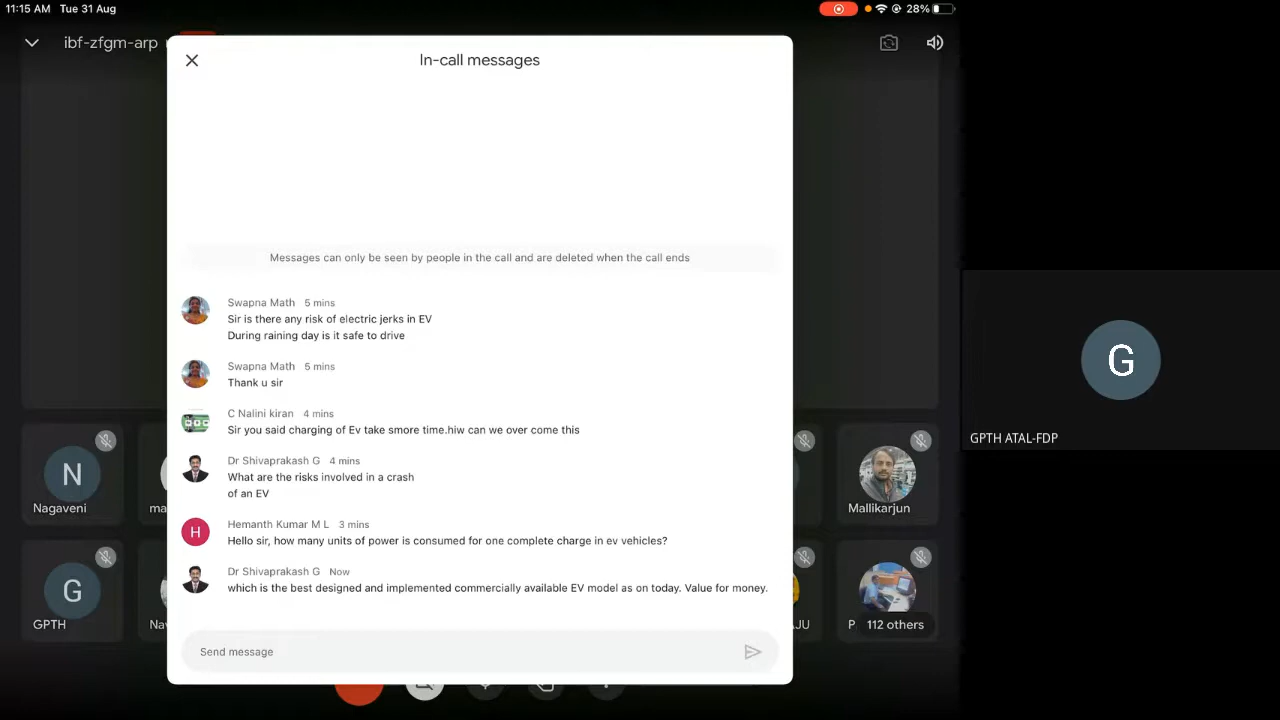 11:15 AM Tue 31 Aug
28%
ibf-zfgm-arp
In-call messages
Messages can only be seen by people in the call and are deleted when the call ends
Swapna Math 5 mins
Sir is there any risk of electric jerks in EV
During raining day is it safe to drive
Swapna Math 5 mins
Thank u sir
C Nalini kiran 4 mins
Sir you said charging of Ev take smore time.hiw can we over come this
Dr Shivaprakash G 4 mins
What are the risks involved in a crash
of an EV
H
Hemanth Kumar M L 3 mins
Hello sir, how many units of power is consumed for one complete charge in ev vehicles?
Dr Shivaprakash G Now
which is the best designed and implemented commercially available EV model as on today. Value for money.
Send message
N
Nagaveni
ma
Mallikarjun
G
GPTH
Nav
JU
P
112 others
G
GPTH ATAL-FDP